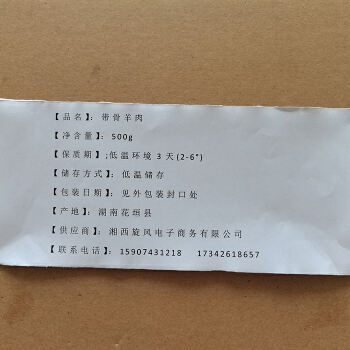 【品名】：带骨羊肉
【净含量】：500g
【保质期】；低温环境 3 天(2-6°)
【储存方式】：低温储存
【包装日期】：见外包装封口处
【产地】：湖南花垣县
【供应商】：湘西旋风电子商务有限公司
【联系电话】：15907431218 17342618657